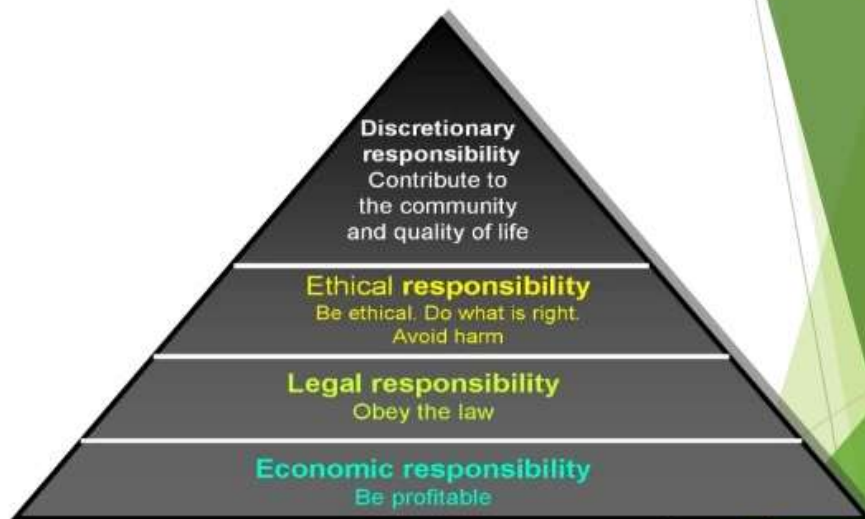 Discretionary
responsibility
Contribute to
the community
and quality of life
Ethical responsibility
Be ethical. Do what is right.
Avoid harm
Legal responsibility
Obey the law
Economic responsibility
Be profitable